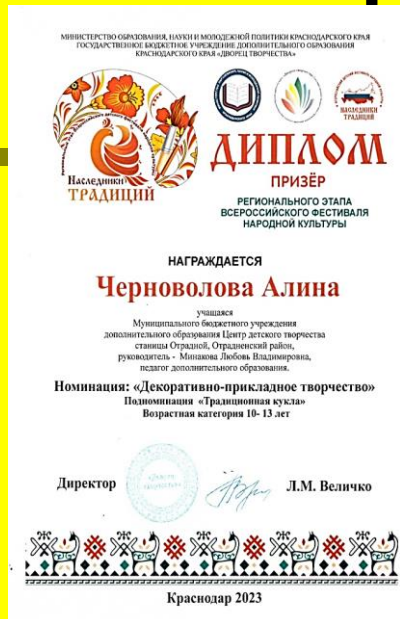 МИНИСТЕРСТВО ОБРАЗОВАНИЯ, НАУКИ И МОЛОДЕЖНОЙ ПОЛИТИКИ КРАСНОДАРСКОГО КРАЯ
ГОСУДАРСТВЕННОЕ БЮДЖЕТНОЕ УЧРЕЖДЕНИЕ ДОПОЛНИТЕЛЬНОГО ОБРАЗОВАНИЯ
КРАСНОДАРСКОГО КРАЯ «ДВОРЕЦ ТВОРЧЕСТВА»
Наследники
ТРАДИЦИЙ
НАСЛЕДНИКИ
ТРАДИЦИЙ
ДИПЛОМ
ПРИЗЁР
РЕГИОНАЛЬНОГО ЭТАПА
ВСЕРОССИЙСКОГО ФЕСТИВАЛЯ
НАРОДНОЙ КУЛЬТУРЫ
НАГРАЖДАЕТСЯ
Черноволова Алина
учащаяся
Муниципального бюджетного учреждения
дополнительного образования Центр детского творчества
станицы Отрадной, Отрадненский район,
руководитель - Минакова Любовь Владимировна,
педагог дополнительного образования.
Номинация: «Декоративно-прикладное творчество»
Подноминация «Традиционная кукла»
Возрастная категория 10- 13 лет
Директор
Л.М. Величко
Краснодар 2023